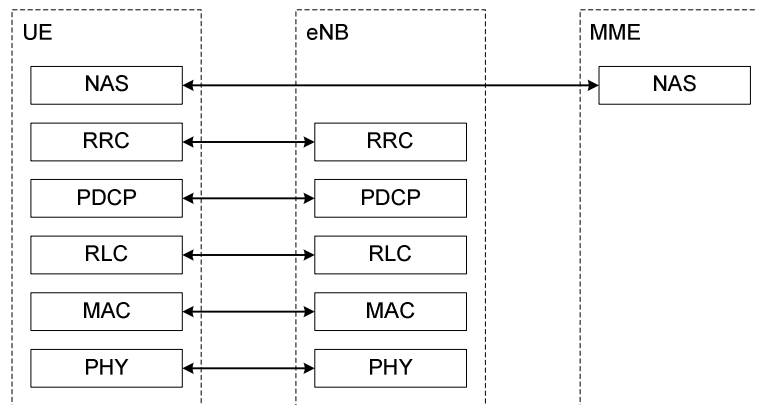 UE eNB MME
NAS NAS
RRC RRC
PDCP PDCP
RLC RLC
MAC MAC
PHY PHY